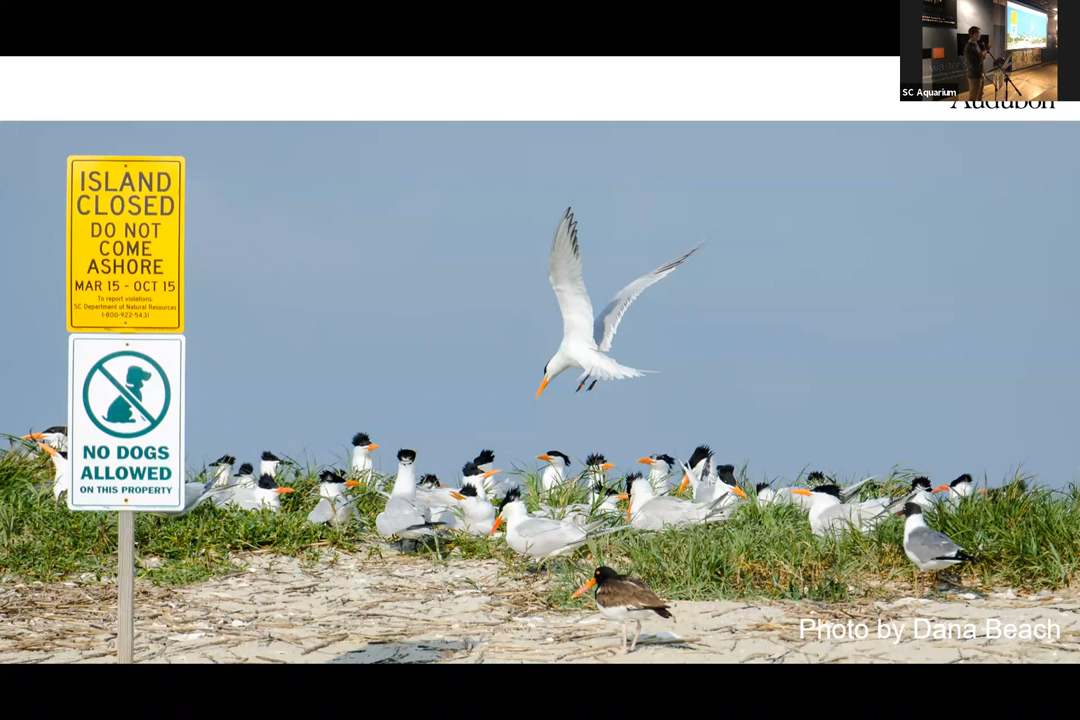 SC Aquarium
Audubon
ISLAND
CLOSED
DO NOT
COME
ASHORE
MAR 15 - OCT 15
To report violations:
SC Department of Natural Resources
1-800-922-5431
NO DOGS
ALLOWED
ON THIS PROPERTY
Photo by Dana Beach